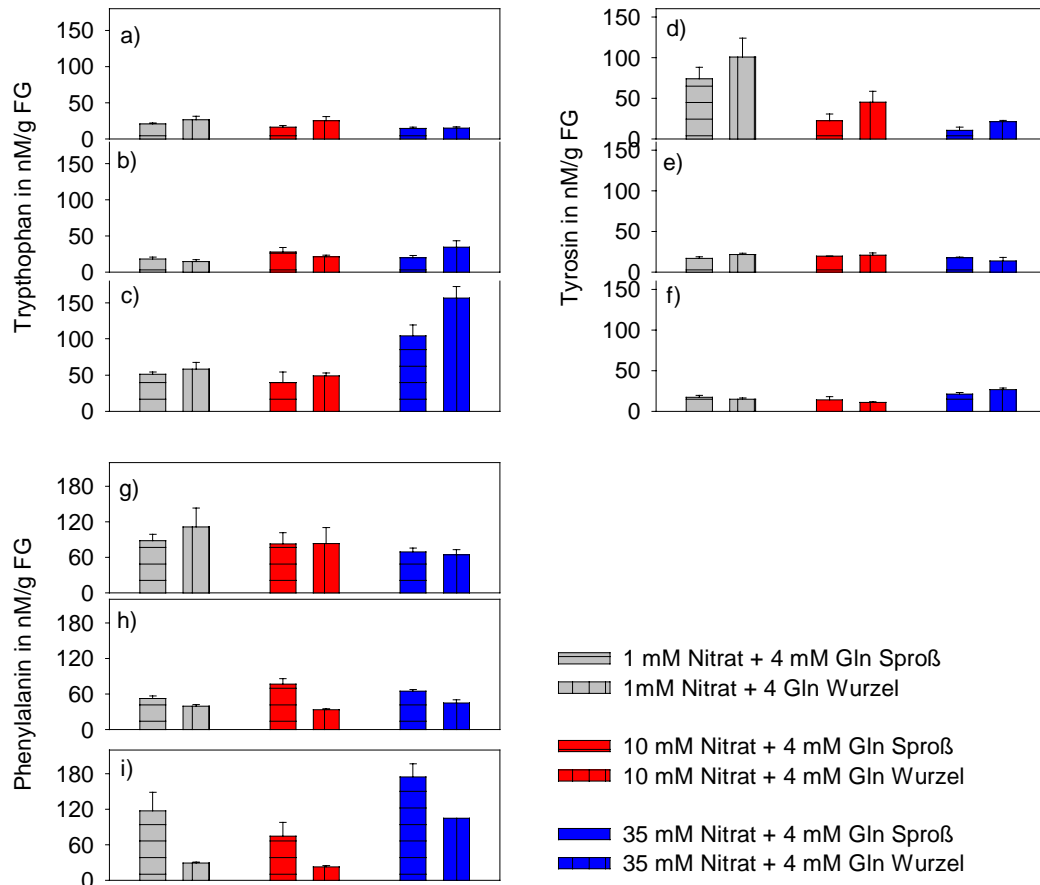 a)
150
100
50
0
b)
150
100
50
0
c)
150
100
50
0
Trypthophan in nM/g FG
d)
150
100
50
0
e)
150
100
50
0
f)
150
100
50
0
Tyrosin in nM/g FG
g)
180
120
60
0
h)
180
120
60
0
i)
180
120
60
0
Phenylalanin in nM/g FG
1 mM Nitrat + 4 mM Gln Sproß
1mM Nitrat + 4 Gln Wurzel
10 mM Nitrat + 4 mM Gln Sproß
10 mM Nitrat + 4 mM Gln Wurzel
35 mM Nitrat + 4 mM Gln Sproß
35 mM Nitrat + 4 mM Gln Wurzel